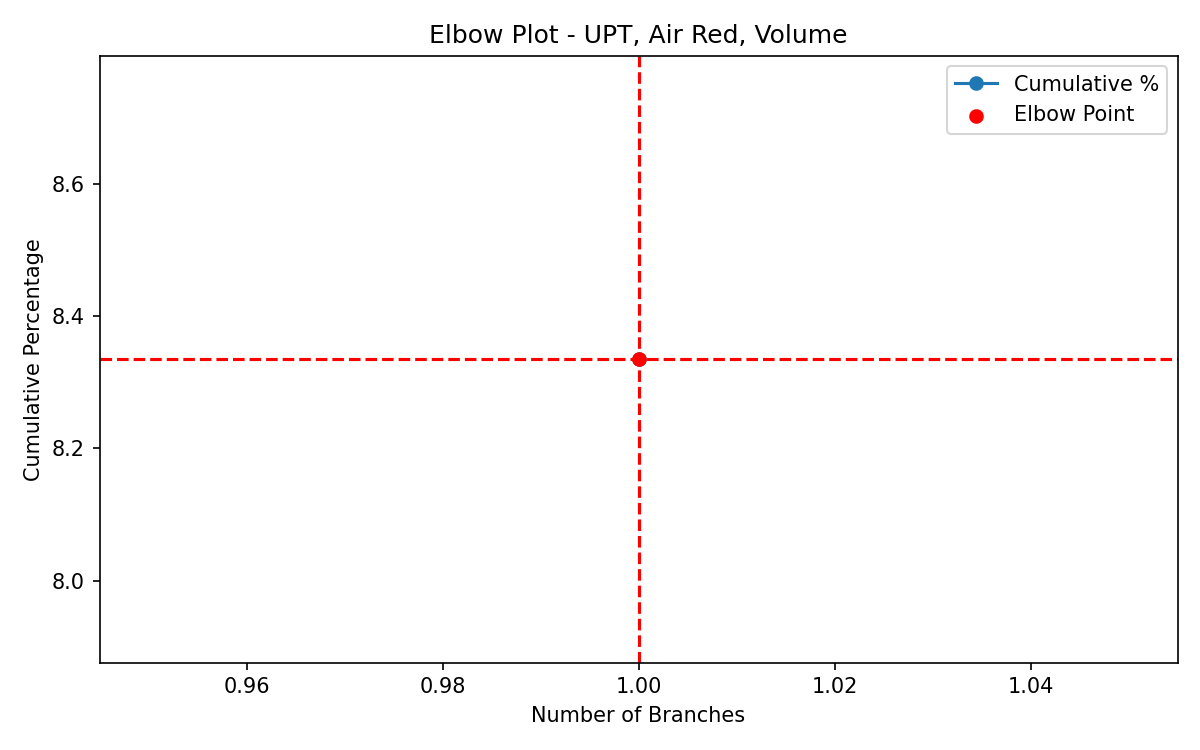 Elbow Plot - UPT, Air Red, Volume
Cumulative %
Elbow Point
Cumulative Percentage
8.6
8.4
8.2
8.0
0.96 0.98 1.00 1.02 1.04
Number of Branches